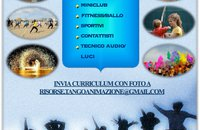 MINICLUB
FITNESS/BALLO
SPORTIVI
CONTATTISTI
TECNICO AUDIO/
LUCI
INVIA CURRICULUM CON FOTO A
RISORSE.TANGOANIMAZIONE@GMAIL.COM